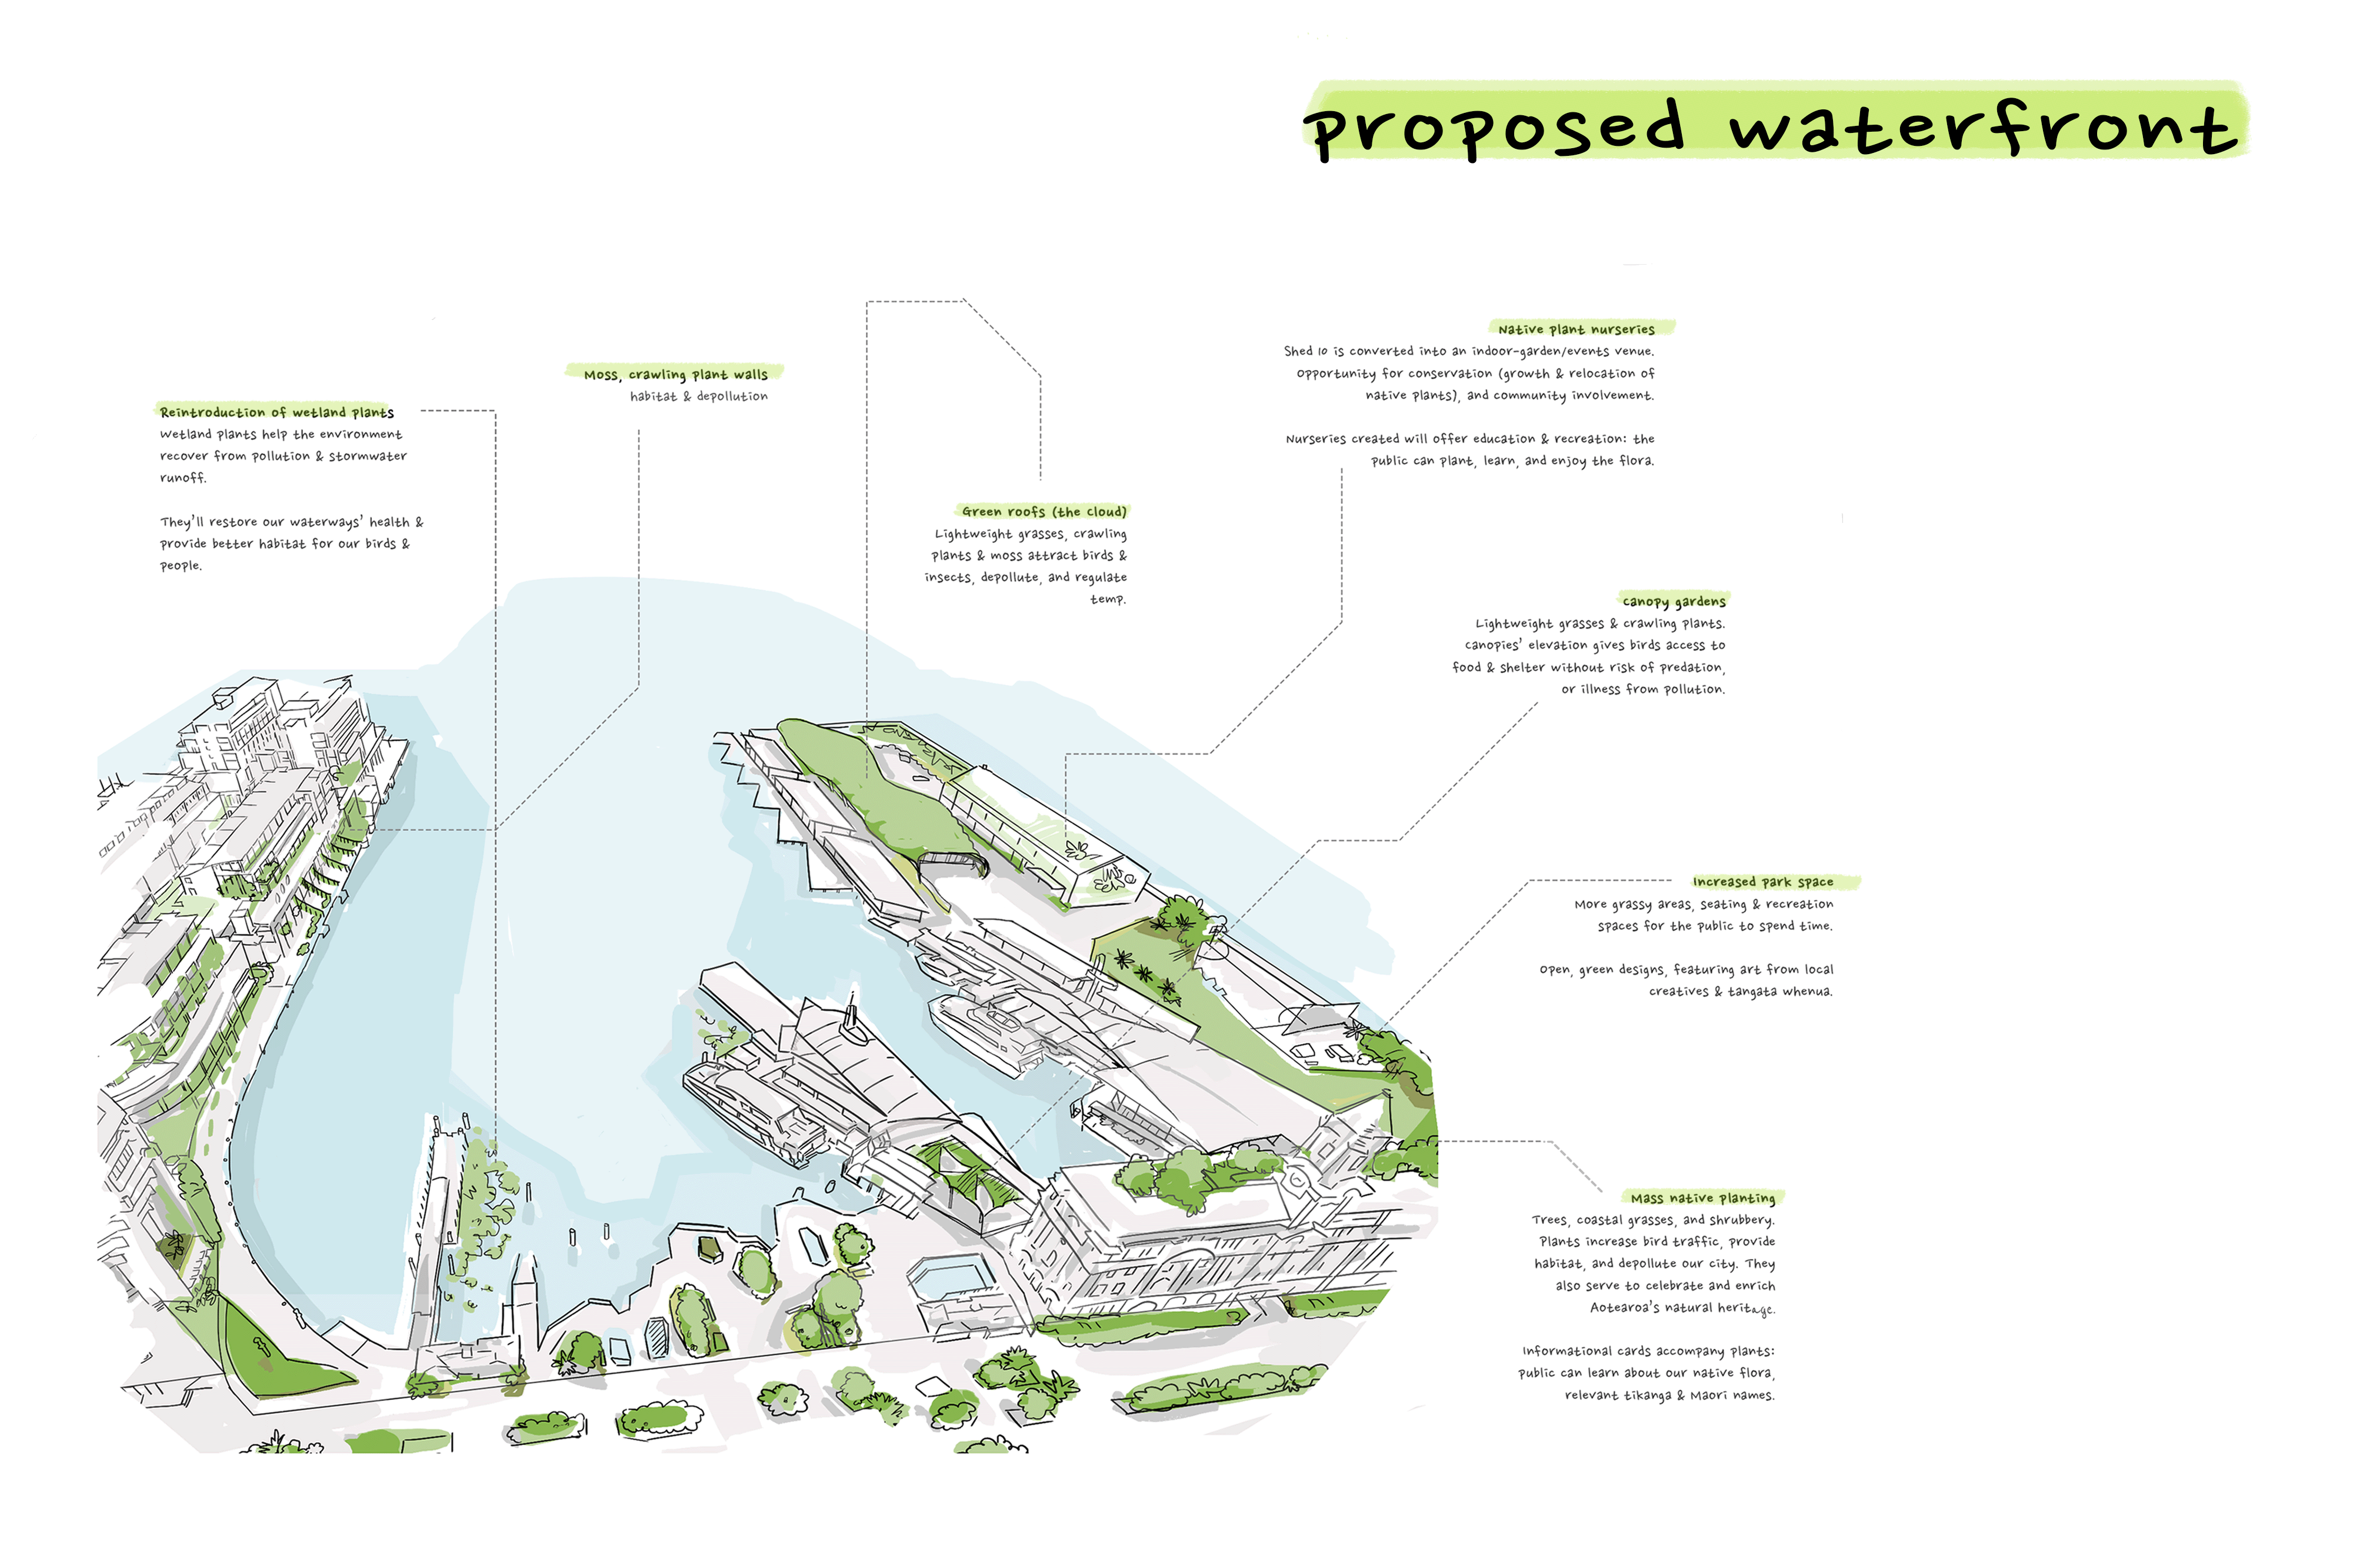 proposed waterfront
Reintroduction of wetland plants
Wetland plants help the environment
recover from pollution & stormwater
runoff.
They'll restore our waterways' health &
provide better habitat for our birds &
people.
Moss, crawling plant walls
habitat & depollution
Green roofs (the cloud)
Lightweight grasses, crawling
plants & moss attract birds &
insects, depollute, and regulate
temp.
Native plant nurseries
Shed 10 is converted into an indoor-garden/events venue.
Opportunity for conservation (growth & relocation of
native plants), and community involvement.
Nurseries created will offer education & recreation: the
public can plant, learn, and enjoy the flora.
Canopy gardens
Lightweight grasses & crawling plants.
Canopies' elevation gives birds access to
food & shelter without risk of predation,
or illness from pollution.
Increased park space
More grassy areas, seating & recreation
spaces for the public to spend time.
Open, green designs, featuring art from local
creatives & tangata whenua.
Mass native planting
Trees, coastal grasses, and shrubbery.
Plants increase bird traffic, provide
habitat, and depollute our city. They
also serve to celebrate and enrich
Aotearoa's natural heritage.
Informational cards accompany plants:
public can learn about our native flora,
relevant tikanga & Maori names.